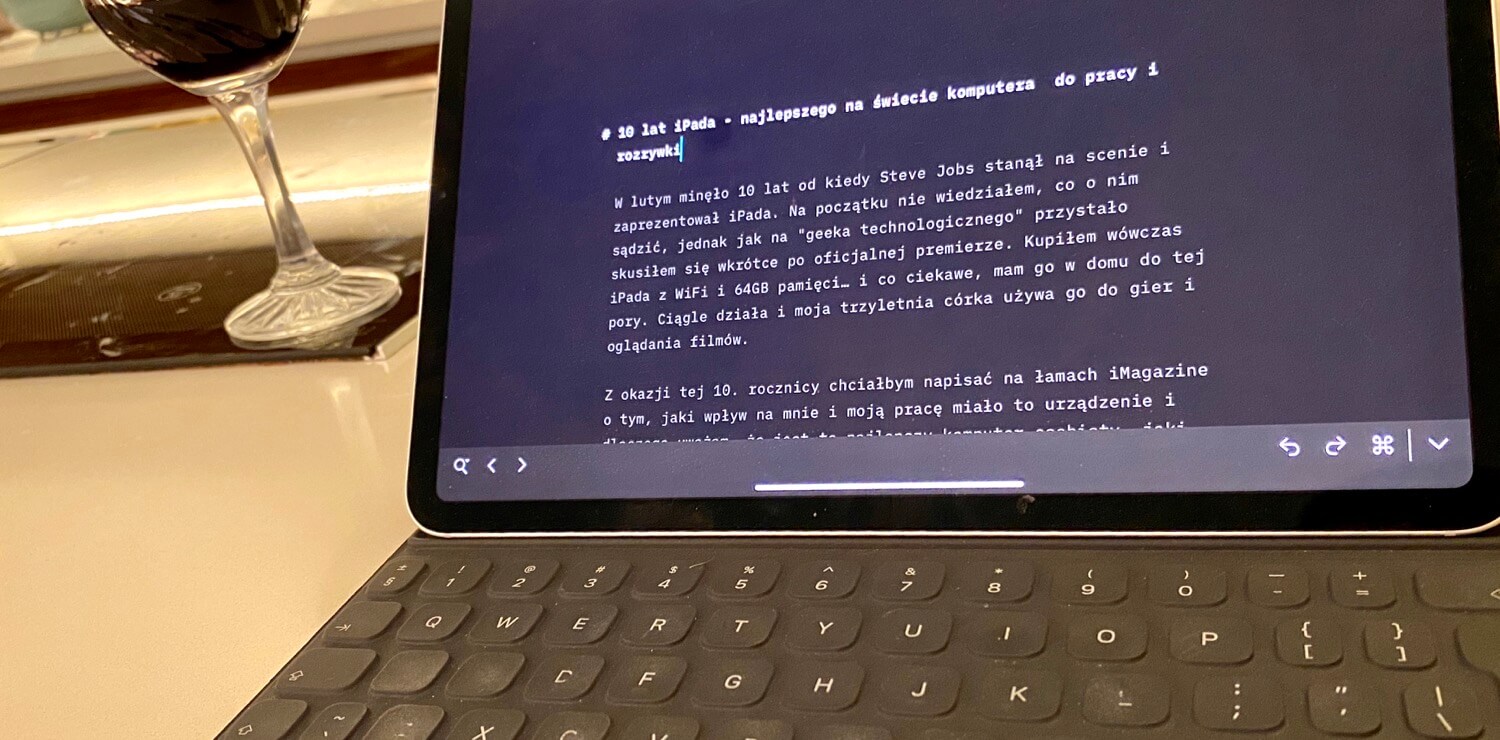 # 10 lat iPada - najlepszego na świecie komputera  do pracy i
rozrywki
W lutym minęło 10 lat od kiedy Steve Jobs stanął na scenie i
zaprezentował iPada. Na początku nie wiedziałem, co o nim
sądzić, jednak jak na "geeka technologicznego" przystało
skusiłem się wkrótce po oficjalnej premierze. Kupiłem wówczas
iPada z WiFi i 64GB pamięci… i co ciekawe, mam go w domu do tej
pory. Ciągle działa i moja trzyletnia córka używa go do gier i
oglądania filmów.
Z okazji tej 10. rocznicy chciałbym napisać na łamach iMagazine
o tym, jaki wpływ na mnie i moją pracę miało to urządzenie i
± § ! 1 @ 2 # 3 $ 4 % 5 ^ 6 & 7 * 8 ( 9 ) 0 — - + =
Q W E R T Y U I O P { [ } ]
F G H J K : ; " ' | \
~ X